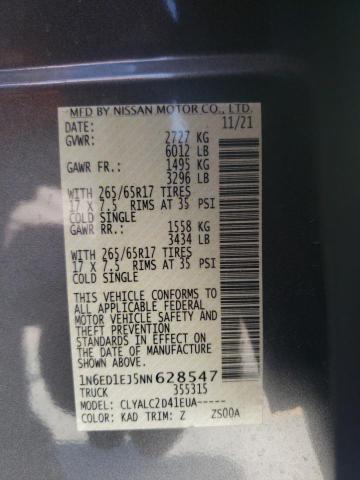 MFD BY NISSAN MOTOR CO., LTD.
DATE: 11/21
GVWR: 2727 KG
6012 LB
GAWR FR.: 1495 KG
3296 LB
WITH 265/65R17 TIRES
17 X 7.5 RIMS AT 35 PSI
COLD SINGLE
GAWR RR.: 1558 KG
3434 LB
WITH 265/65R17 TIRES
17 X 7.5 RIMS AT 35 PSI
COLD SINGLE
THIS VEHICLE CONFORMS TO
ALL APPLICABLE FEDERAL
MOTOR VEHICLE SAFETY AND
THEFT PREVENTION
STANDARDS IN EFFECT ON
THE DATE OF MANUFACTURE
SHOWN ABOVE.
1N6ED1EJ5NN628547
TRUCK 355315
MODEL: CLYALC2D41EUA-----
COLOR: KAD TRIM: Z ZS00A